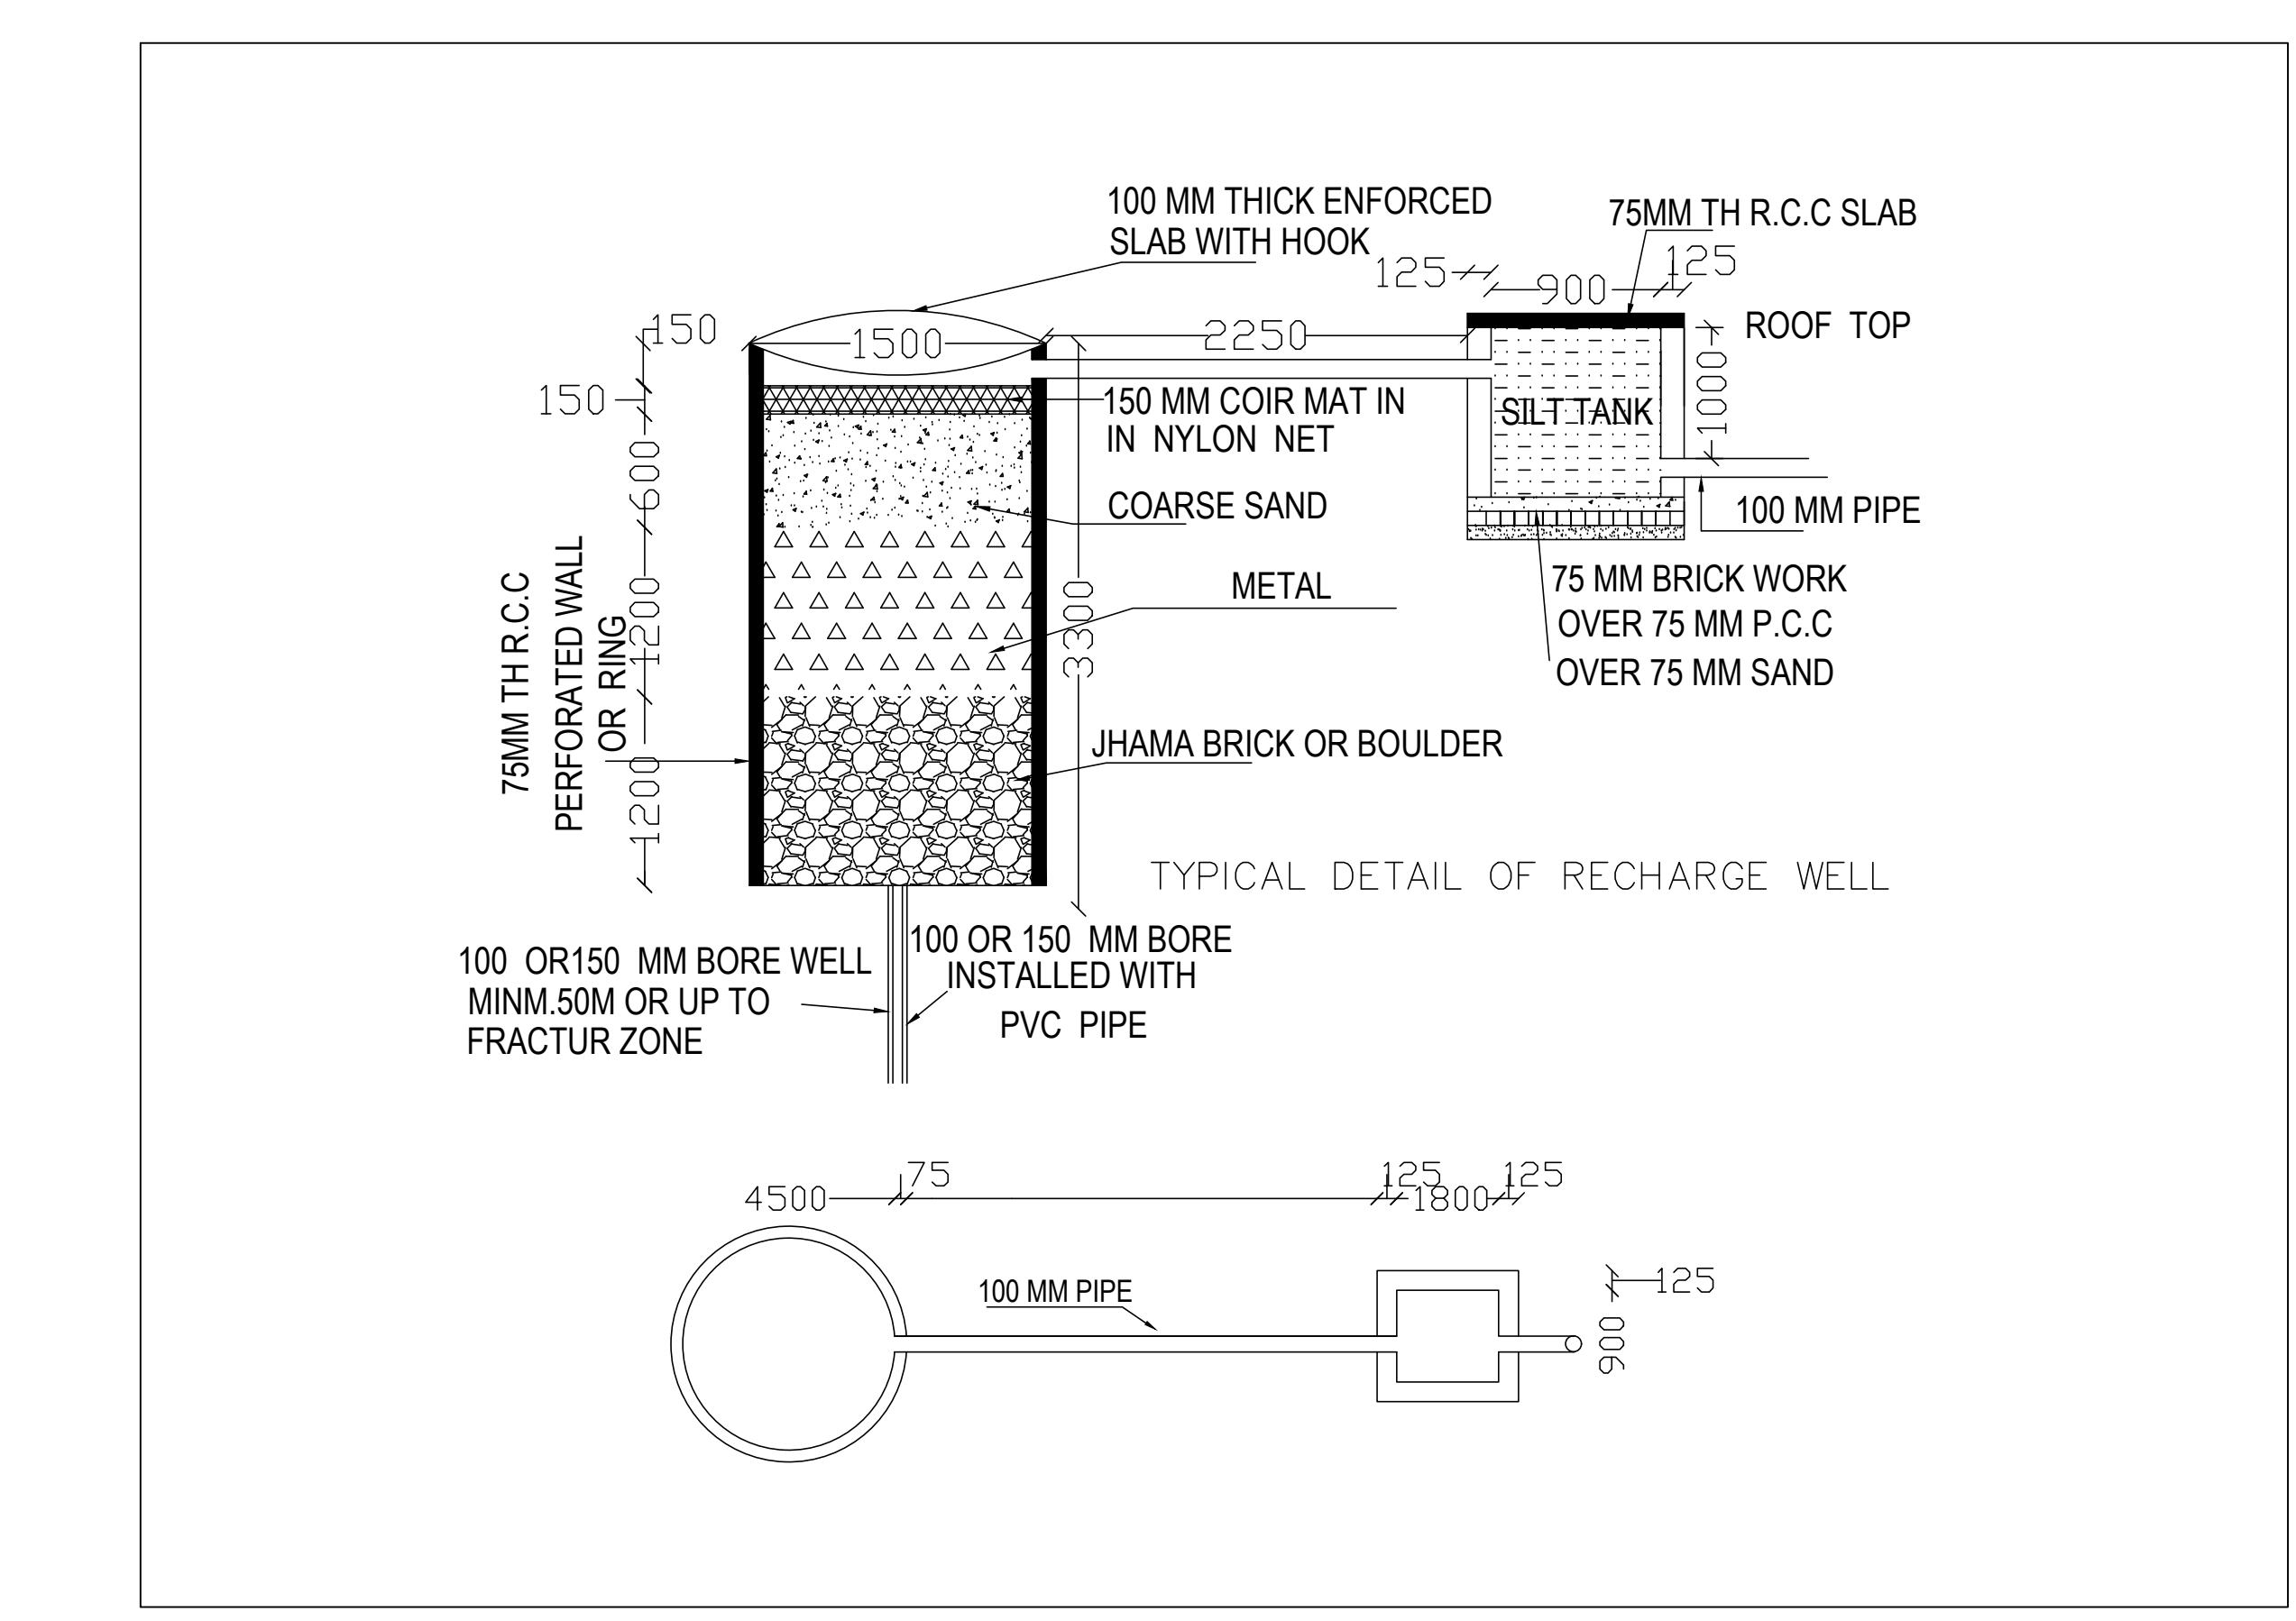 100 MM THICK ENFORCED
SLAB WITH HOOK
75MM TH R.C.C SLAB
125
900
125
150
1500
2250
ROOF TOP
150
1000
150 MM COIR MAT IN
IN NYLON NET
SILT TANK
600
COARSE SAND
100 MM PIPE
75MM TH R.C.C
PERFORATED WALL
OR RING
1200
METAL
3300
75 MM BRICK WORK
OVER 75 MM P.C.C
OVER 75 MM SAND
1200
JHAMA BRICK OR BOULDER
TYPICAL DETAIL OF RECHARGE WELL
100 OR150 MM BORE WELL
MINM.50M OR UP TO
FRACTUR ZONE
100 OR 150 MM BORE
INSTALLED WITH
PVC PIPE
4500
75
125
1800
125
100 MM PIPE
125
900